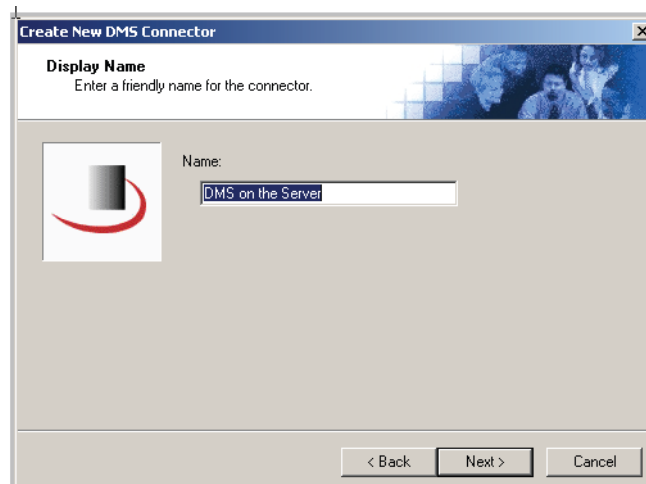 Create New DMS Connector
Display Name
Enter a friendly name for the connector.
Name:
DMS on the Server
< Back
Next >
Cancel